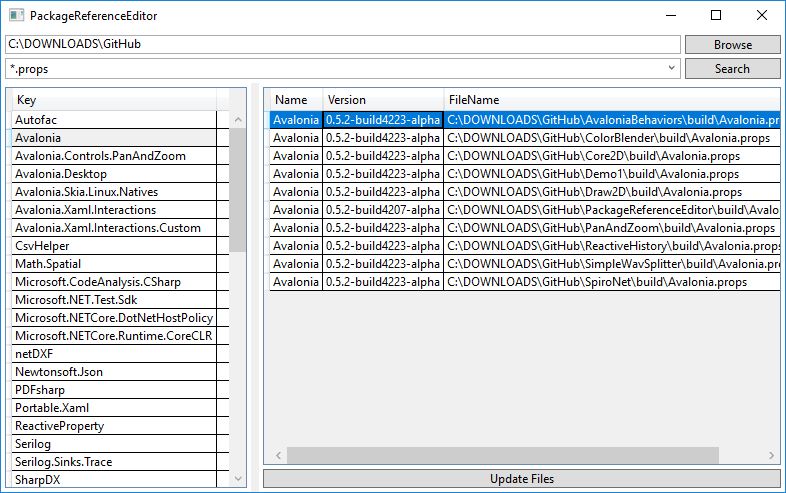 PackageReferenceEditor
C:\DOWNLOADS\GitHub
Browse
*.props
Search
Key
Autofac
Avalonia
Avalonia.Controls.PanAndZoom
Avalonia.Desktop
Avalonia.Skia.Linux.Natives
Avalonia.Xaml.Interactions
Avalonia.Xaml.Interactions.Custom
CsvHelper
Math.Spatial
Microsoft.CodeAnalysis.CSharp
Microsoft.NET.Test.Sdk
Microsoft.NETCore.DotNetHostPolicy
Microsoft.NETCore.Runtime.CoreCLR
netDXF
Newtonsoft.Json
PDFsharp
Portable.Xaml
ReactiveProperty
Serilog
Serilog.Sinks.Trace
SharpDX
Name Version FileName
Avalonia 0.5.2-build4223-alpha C:\DOWNLOADS\GitHub\AvaloniaBehaviors\build\Avalonia.pr
Avalonia 0.5.2-build4223-alpha C:\DOWNLOADS\GitHub\ColorBlender\build\Avalonia.props
Avalonia 0.5.2-build4223-alpha C:\DOWNLOADS\GitHub\Core2D\build\Avalonia.props
Avalonia 0.5.2-build4223-alpha C:\DOWNLOADS\GitHub\Demo1\build\Avalonia.props
Avalonia 0.5.2-build4223-alpha C:\DOWNLOADS\GitHub\Draw2D\build\Avalonia.props
Avalonia 0.5.2-build4207-alpha C:\DOWNLOADS\GitHub\PackageReferenceEditor\build\Avalo
Avalonia 0.5.2-build4223-alpha C:\DOWNLOADS\GitHub\PanAndZoom\build\Avalonia.props
Avalonia 0.5.2-build4223-alpha C:\DOWNLOADS\GitHub\ReactiveHistory\build\Avalonia.props
Avalonia 0.5.2-build4223-alpha C:\DOWNLOADS\GitHub\SimpleWavSplitter\build\Avalonia.pr
Avalonia 0.5.2-build4223-alpha C:\DOWNLOADS\GitHub\SpiroNet\build\Avalonia.props
Update Files